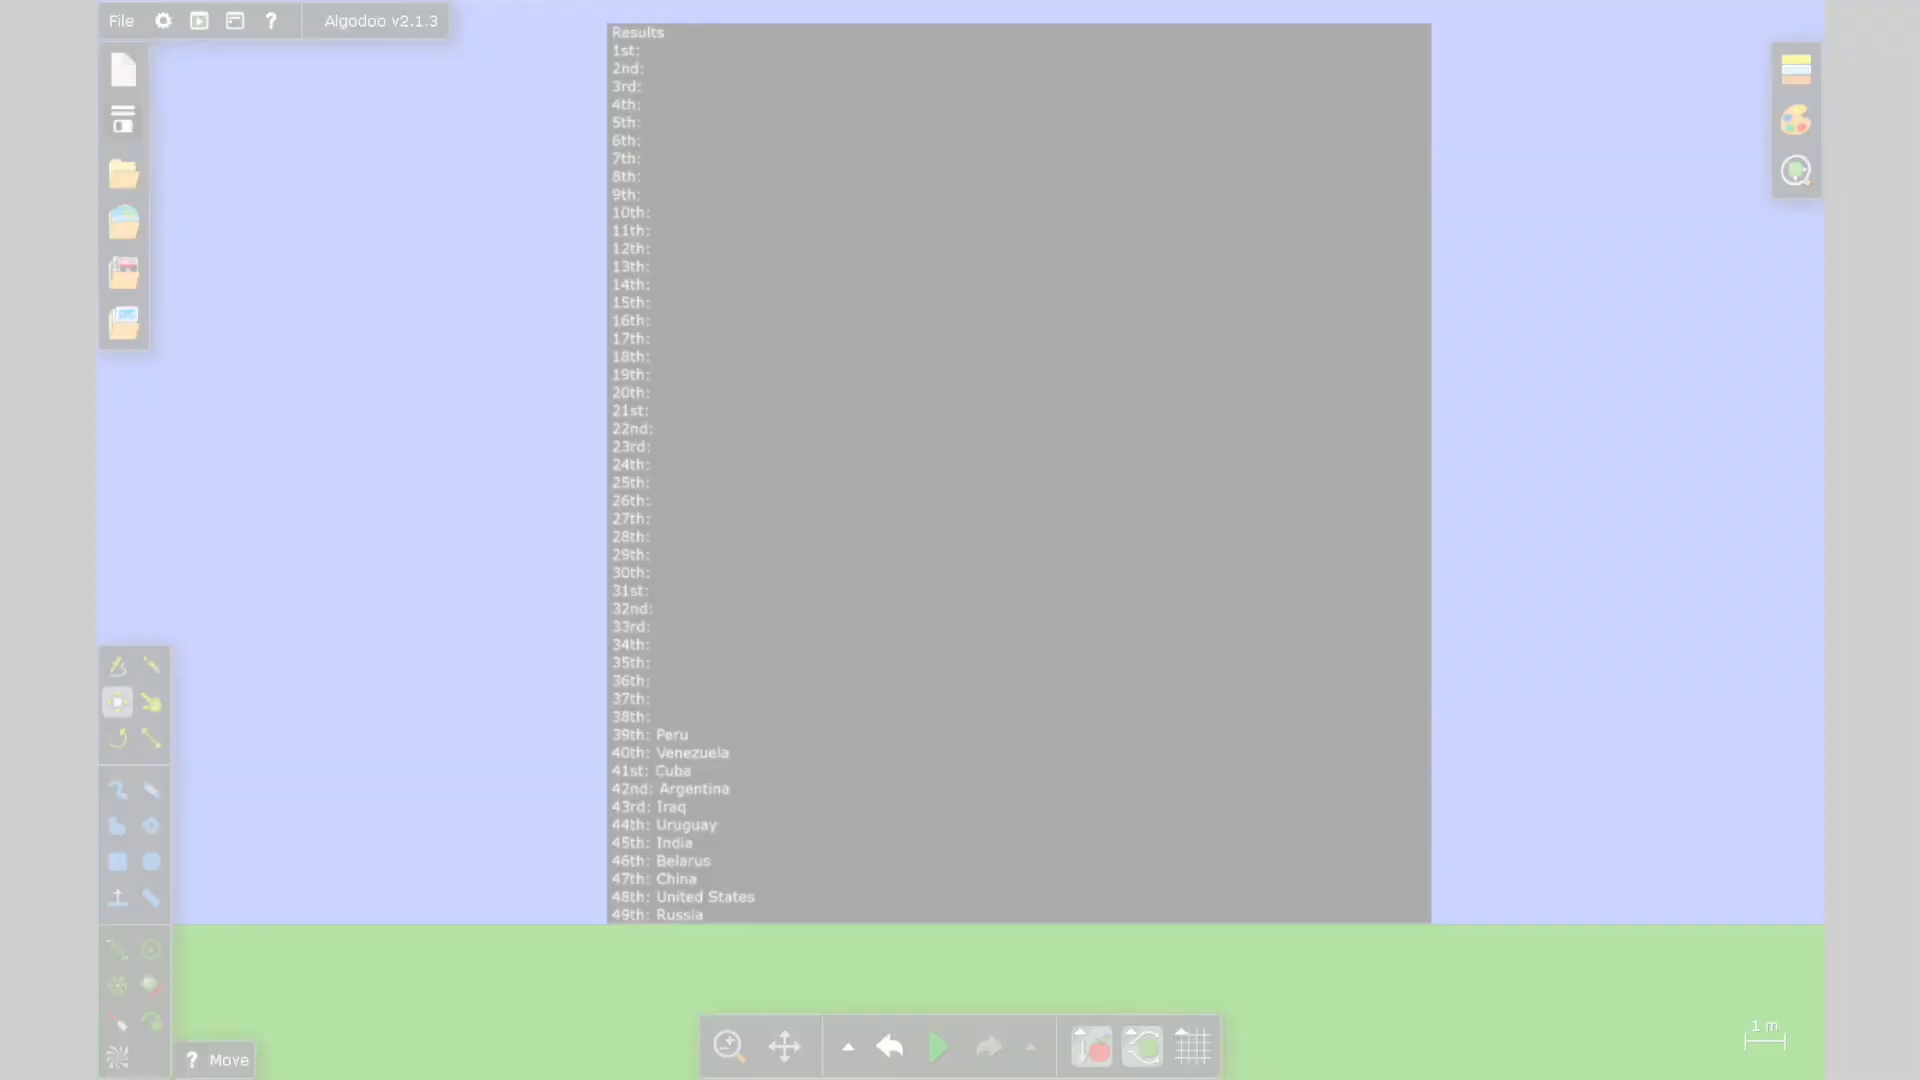 File
? Algodoo v2.1.3
Results
1st:
2nd:
3rd:
4th:
5th:
6th:
7th:
8th:
9th:
10th:
11th:
12th:
13th:
14th:
15th:
16th:
17th:
18th:
19th:
20th:
21st:
22nd:
23rd:
24th:
25th:
26th:
27th:
28th:
29th:
30th:
31st:
32nd:
33rd:
34th:
35th:
36th:
37th:
38th:
39th: Peru
40th: Venezuela
41st: Cuba
42nd: Argentina
43rd: Iraq
44th: Uruguay
45th: India
46th: Belarus
47th: China
48th: United States
49th: Russia
1 m
? Move